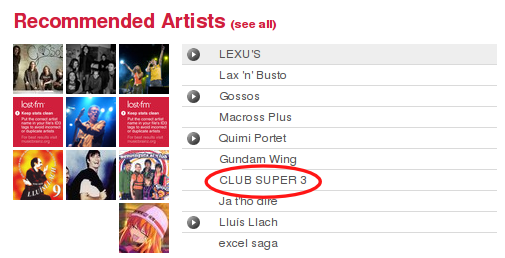 Recommended Artists (see all)
lost.fm
Keep stats clean
Put the correct artist
name in your file's ID3
tags to avoid incorrect
or duplicate artists
lost.fm
Keep stats clean
Put the correct artist
name in your file's ID3
tags to avoid incorrect
or duplicate artists
9
LEXU'S
Lax 'n' Busto
Gossos
Macross Plus
Quimi Portet
Gundam Wing
CLUB SUPER 3
Ja t'ho dire
Lluís Llach
excel saga